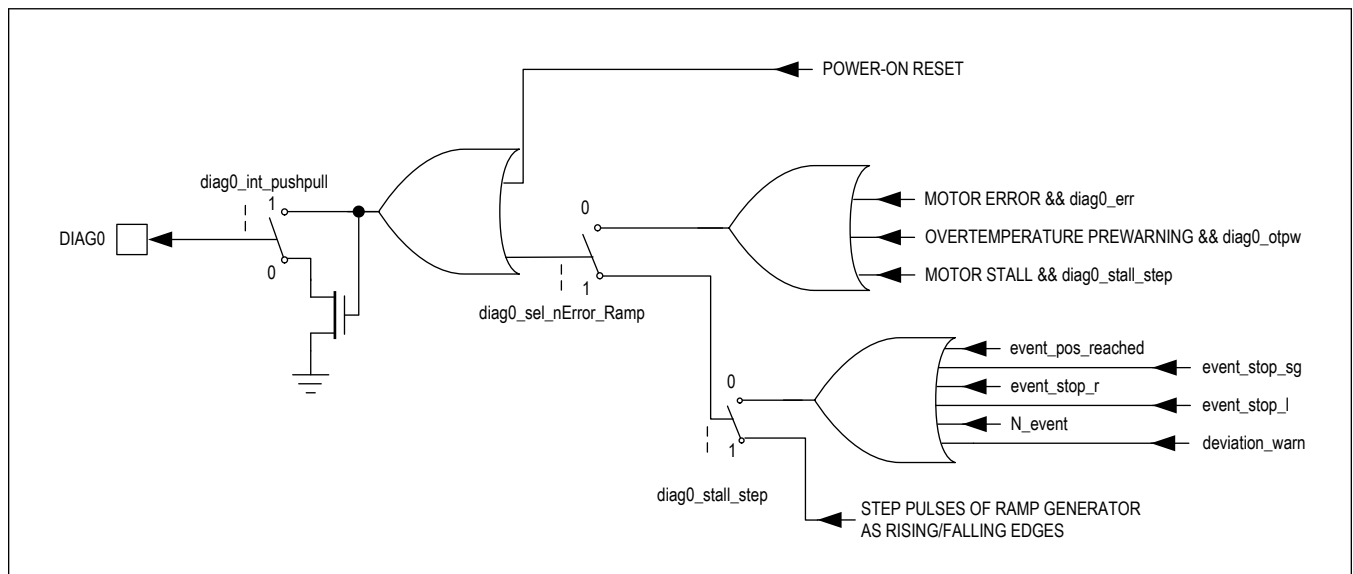 POWER-ON RESET
diag0_int_pushpull
1
DIAG0
0
0
1
diag0_sel_nError_Ramp
MOTOR ERROR && diag0_err
OVERTEMPERATURE PREWARNING && diag0_otpw
MOTOR STALL && diag0_stall_step
event_pos_reached
event_stop_sg
event_stop_r
event_stop_l
N_event
deviation_warn
0
1
diag0_stall_step
STEP PULSES OF RAMP GENERATOR
AS RISING/FALLING EDGES